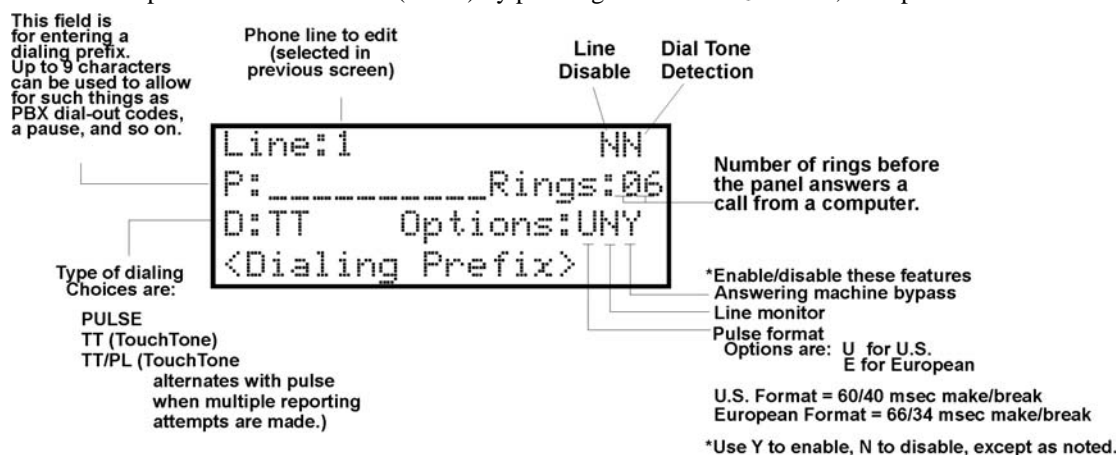 This field is
for entering a
dialing prefix.
Up to 9 characters
can be used to allow
for such things as
PBX dial-out codes,
a pause, and so on.
Phone line to edit
(selected in
previous screen)
Line
Disable
Dial Tone
Detection
Line:1 NN
P:_________Rings:06
D:TT Options:UNY
<Dialing Prefix>
Number of rings before
the panel answers a
call from a computer.
Type of dialing
Choices are:
PULSE
TT (TouchTone)
TT/PL (TouchTone
alternates with pulse
when multiple reporting
attempts are made.)
*Enable/disable these features
Answering machine bypass
Line monitor
Pulse format
Options are: U for U.S.
E for European
U.S. Format = 60/40 msec make/break
European Format = 66/34 msec make/break
*Use Y to enable, N to disable, except as noted.